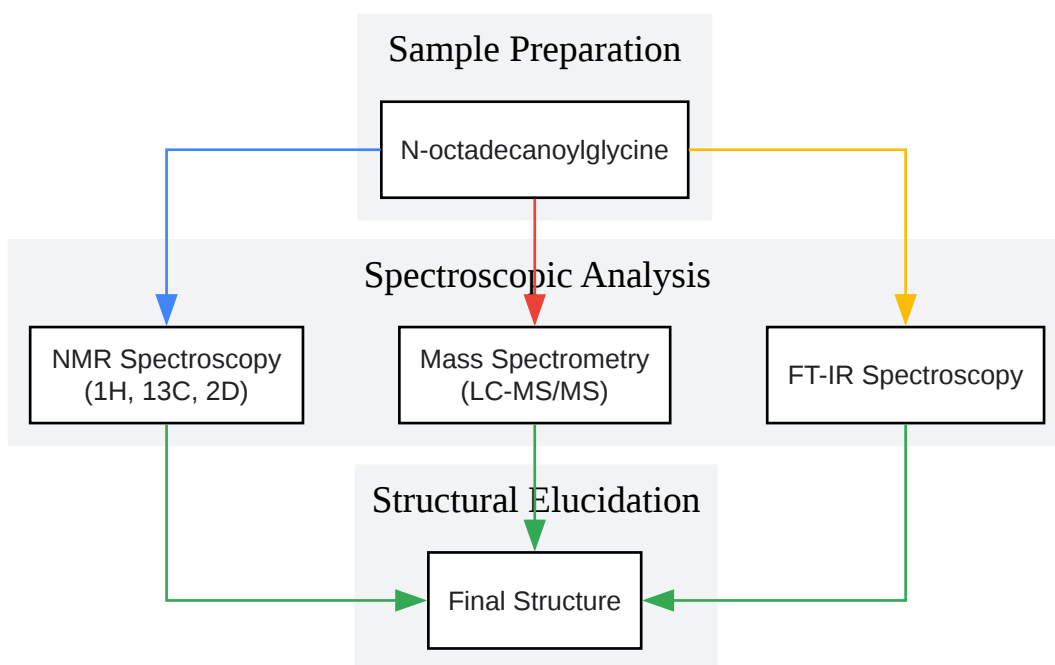 Sample Preparation
N-octadecanoylglycine
Spectroscopic Analysis
NMR Spectroscopy
(1H, 13C, 2D)
Mass Spectrometry
(LC-MS/MS)
FT-IR Spectroscopy
Structural Elucidation
Final Structure